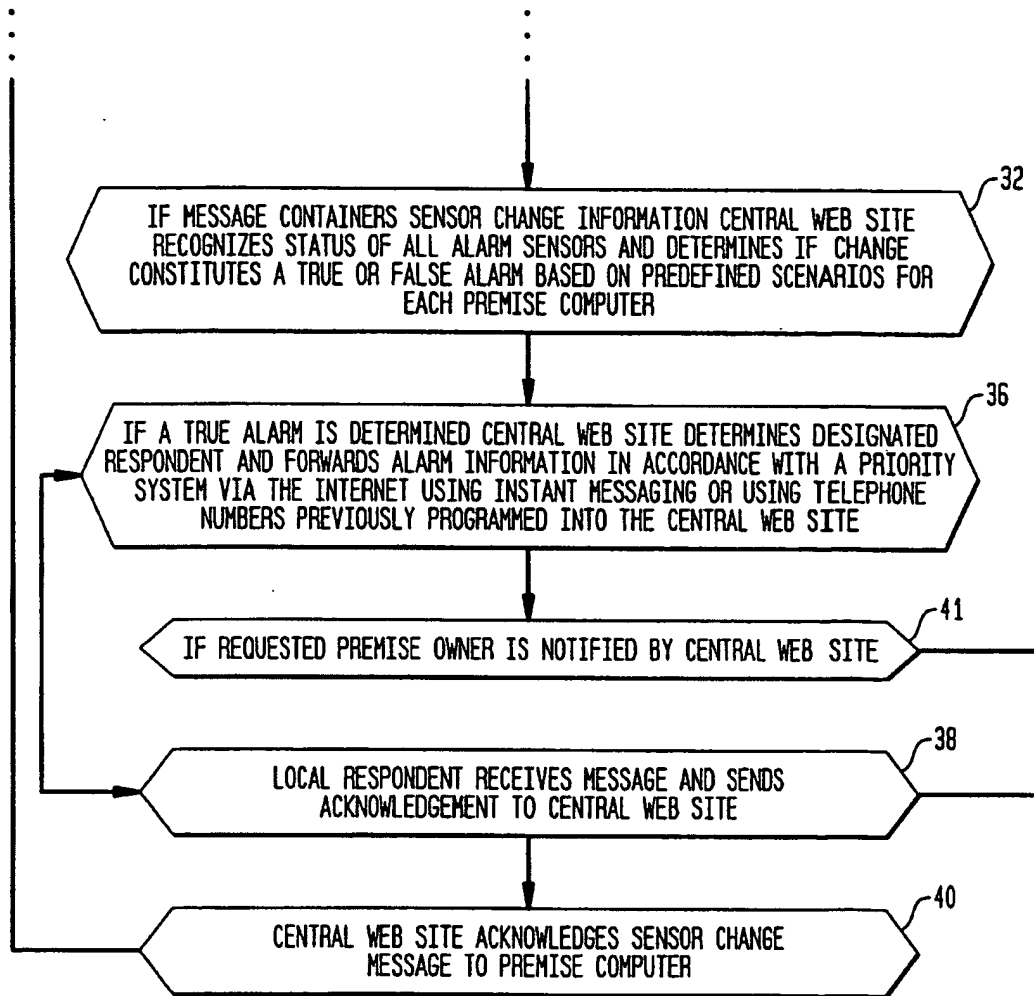 32
IF MESSAGE CONTAINERS SENSOR CHANGE INFORMATION CENTRAL WEB SITE
RECOGNIZES STATUS OF ALL ALARM SENSORS AND DETERMINES IF CHANGE
CONSTITUTES A TRUE OR FALSE ALARM BASED ON PREDEFINED SCENARIOS FOR
EACH PREMISE COMPUTER
36
IF A TRUE ALARM IS DETERMINED CENTRAL WEB SITE DETERMINES DESIGNATED
RESPONDENT AND FORWARDS ALARM INFORMATION IN ACCORDANCE WITH A PRIORITY
SYSTEM VIA THE INTERNET USING INSTANT MESSAGING OR USING TELEPHONE
NUMBERS PREVIOUSLY PROGRAMMED INTO THE CENTRAL WEB SITE
41
IF REQUESTED PREMISE OWNER IS NOTIFIED BY CENTRAL WEB SITE
38
LOCAL RESPONDENT RECEIVES MESSAGE AND SENDS
ACKNOWLEDGEMENT TO CENTRAL WEB SITE
40
CENTRAL WEB SITE ACKNOWLEDGES SENSOR CHANGE
MESSAGE TO PREMISE COMPUTER